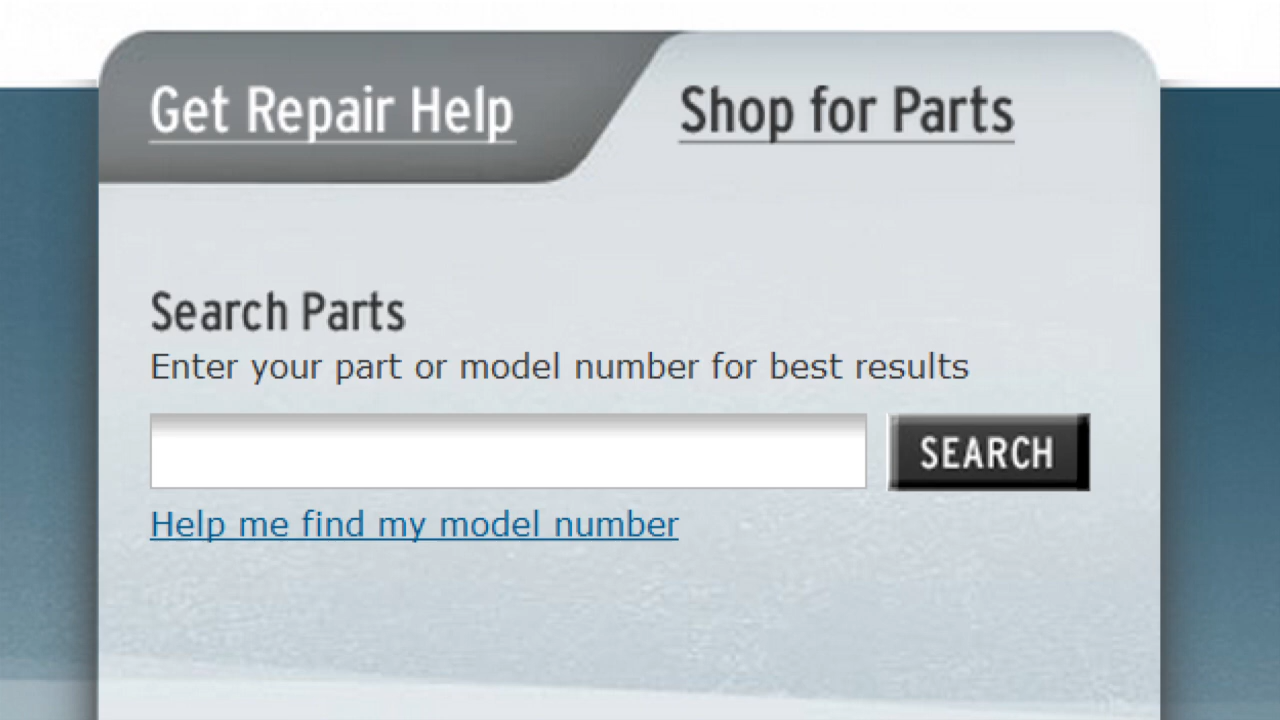 Get Repair Help
Shop for Parts
Search Parts
Enter your part or model number for best results
SEARCH
Help me find my model number